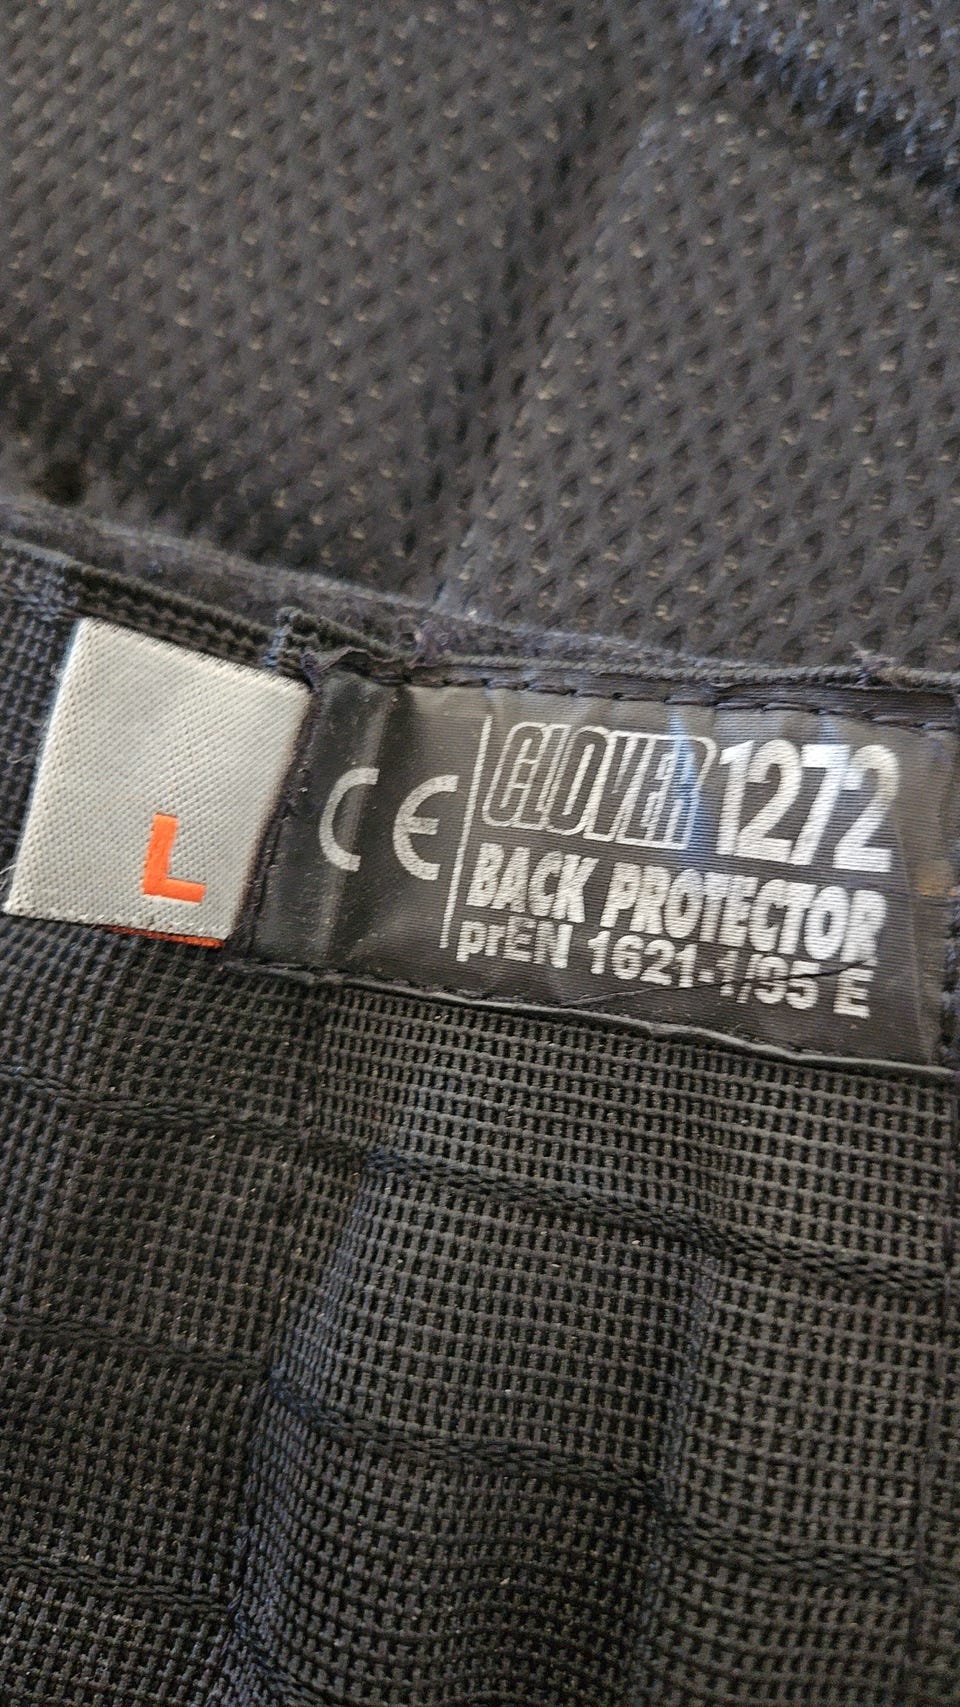 L
CE
CLOVER 1272
BACK PROTECTOR
prEN 1621-1/95 E